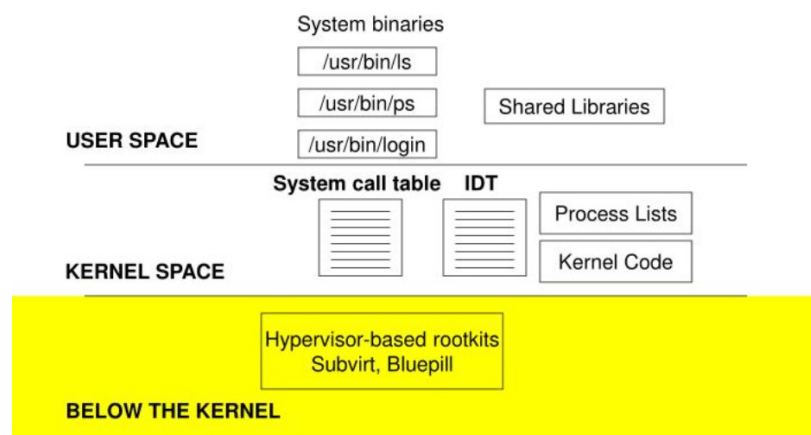 System binaries
/usr/bin/ls
/usr/bin/ps
Shared Libraries
USER SPACE
/usr/bin/login
System call table
IDT
Process Lists
Kernel Code
KERNEL SPACE
Hypervisor-based rootkits
Subvirt, Bluepill
BELOW THE KERNEL